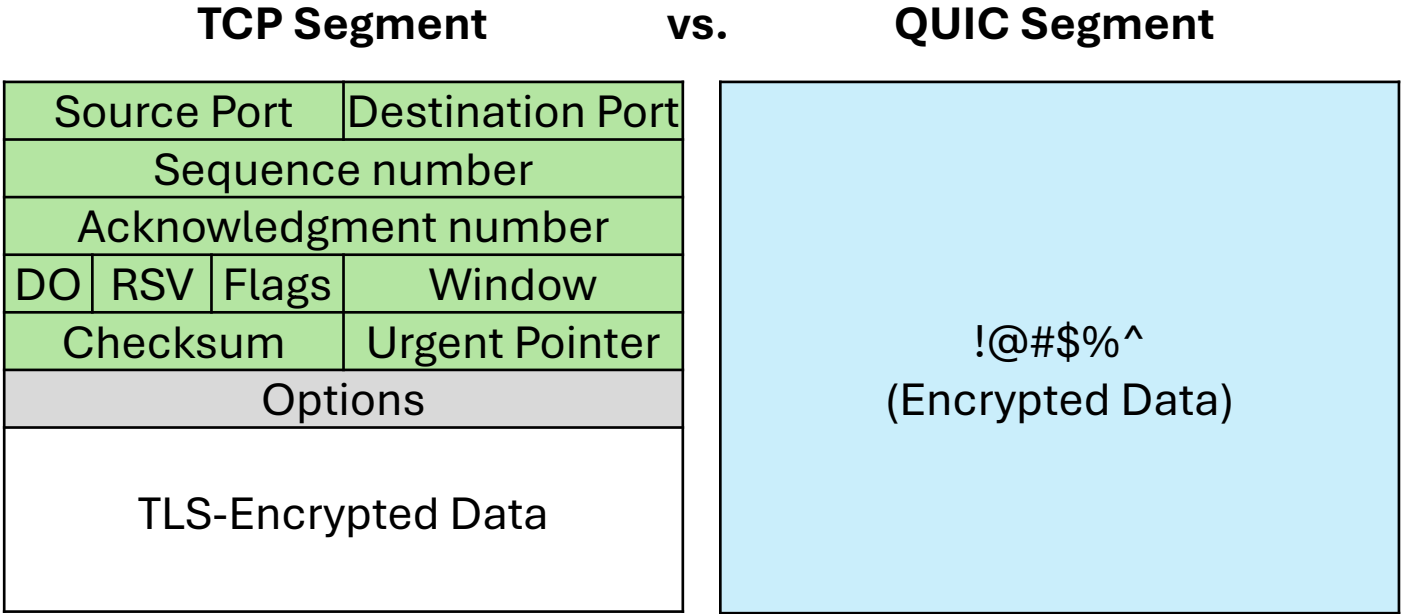 TCP Segment vs. QUIC Segment
Source Port Destination Port
Sequence number
Acknowledgment number
DO RSV Flags Window
Checksum Urgent Pointer
Options
TLS-Encrypted Data
!@#$%^
(Encrypted Data)